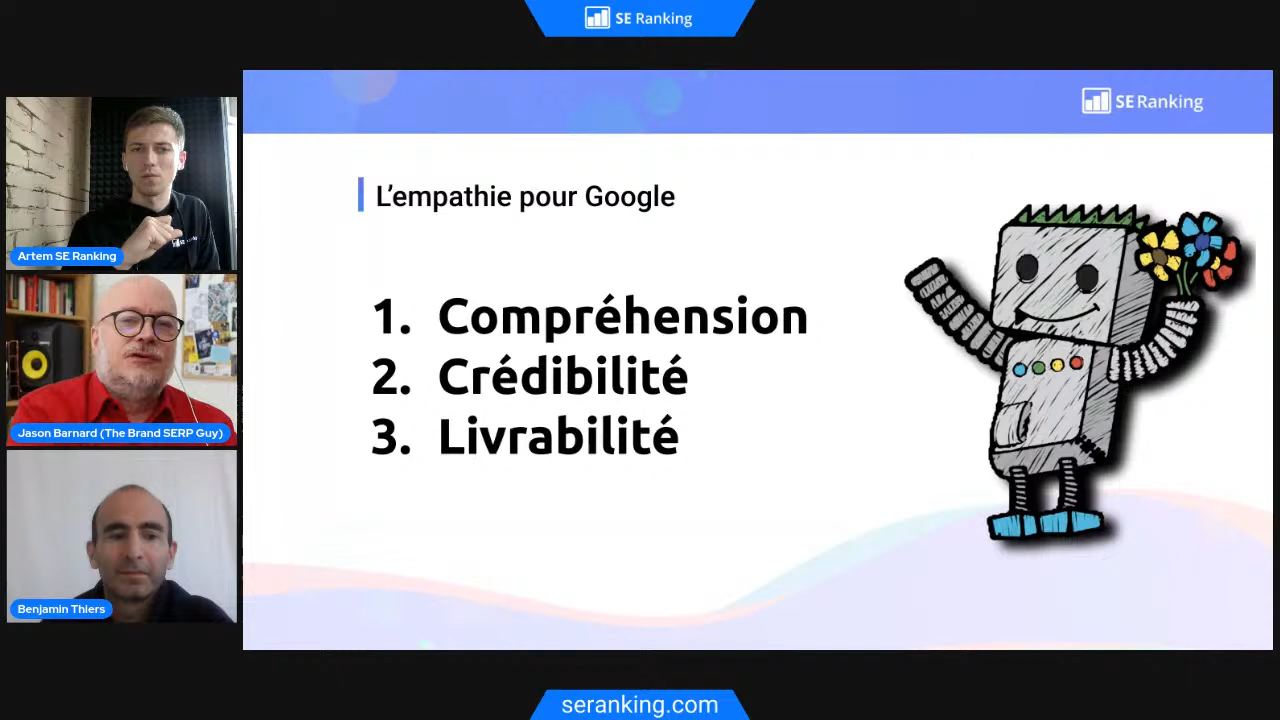 SE Ranking
SE Ranking
L’empathie pour Google
1. Compréhension
2. Crédibilité
3. Livrabilité
Artem SE Ranking
Jason Barnard (The Brand SERP Guy)
Benjamin Thiers
seranking.com